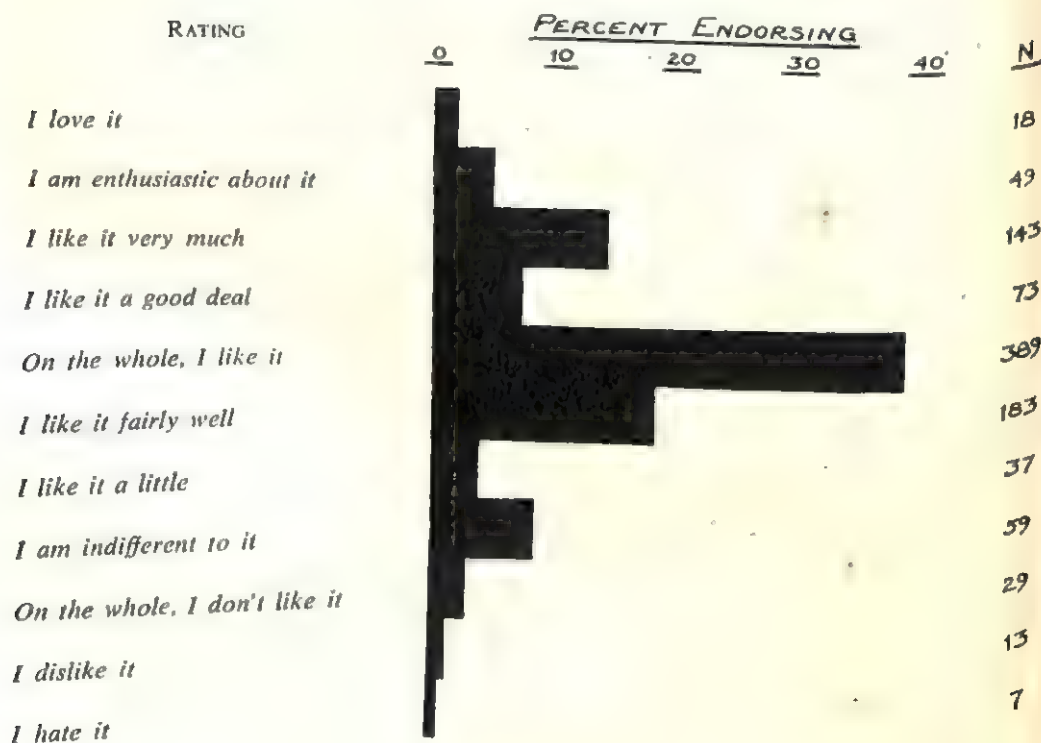 RATING PERCENT ENDORSING
0 10 20 30 40 N
I love it 18
I am enthusiastic about it 49
I like it very much 143
I like it a good deal 73
On the whole, I like it 389
I like it fairly well 183
I like it a little 37
I am indifferent to it 59
On the whole, I don't like it 29
I dislike it 13
I hate it 7